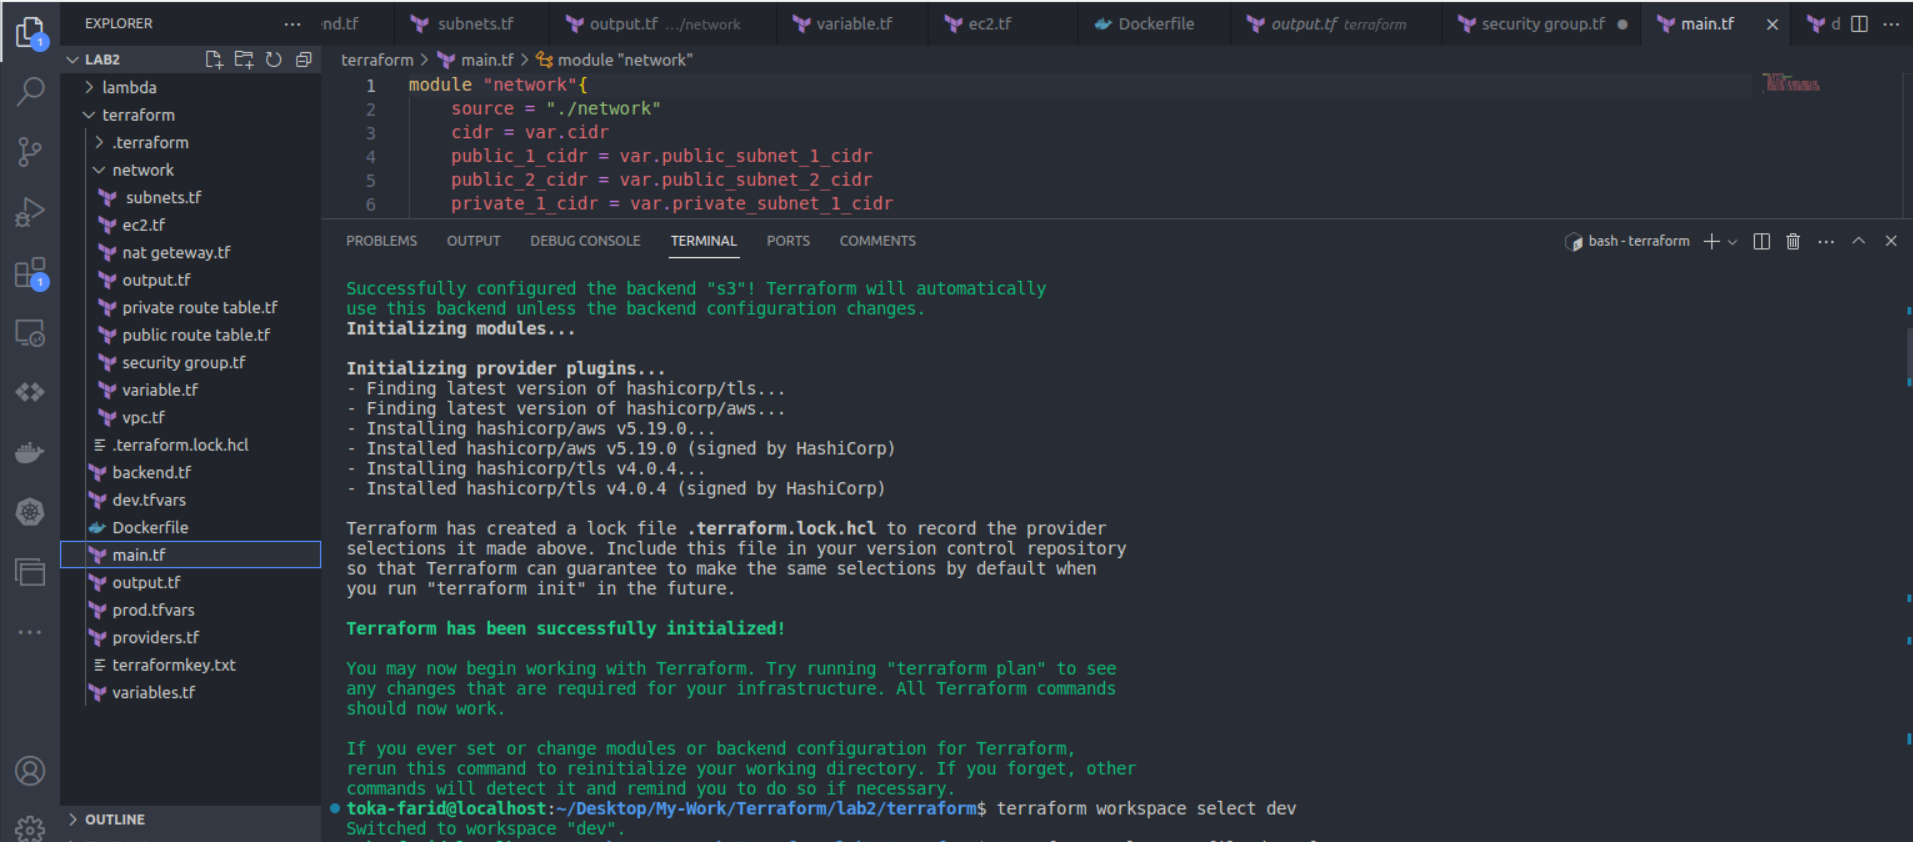 EXPLORER
nd.tf
subnets.tf
output.tf .../network
variable.tf
ec2.tf
Dockerfile
output.tf terraform
security group.tf
main.tf
d
1
LAB2
lambda
terraform
.terraform
network
subnets.tf
ec2.tf
nat geteway.tf
output.tf
private route table.tf
public route table.tf
security group.tf
variable.tf
vpc.tf
.terraform.lock.hcl
backend.tf
dev.tfvars
Dockerfile
main.tf
output.tf
prod.tfvars
providers.tf
terraformkey.txt
variables.tf
OUTLINE
1
terraform > main.tf > module "network"
1 module "network"{
2 source = "./network"
3 cidr = var.cidr
4 public_1_cidr = var.public_subnet_1_cidr
5 public_2_cidr = var.public_subnet_2_cidr
6 private_1_cidr = var.private_subnet_1_cidr
PROBLEMS OUTPUT DEBUG CONSOLE TERMINAL PORTS COMMENTS
bash - terraform
Successfully configured the backend "s3"! Terraform will automatically
use this backend unless the backend configuration changes.
Initializing modules...
Initializing provider plugins...
- Finding latest version of hashicorp/tls...
- Finding latest version of hashicorp/aws...
- Installing hashicorp/aws v5.19.0...
- Installed hashicorp/aws v5.19.0 (signed by HashiCorp)
- Installing hashicorp/tls v4.0.4...
- Installed hashicorp/tls v4.0.4 (signed by HashiCorp)
Terraform has created a lock file .terraform.lock.hcl to record the provider
selections it made above. Include this file in your version control repository
so that Terraform can guarantee to make the same selections by default when
you run "terraform init" in the future.
Terraform has been successfully initialized!
You may now begin working with Terraform. Try running "terraform plan" to see
any changes that are required for your infrastructure. All Terraform commands
should now work.
If you ever set or change modules or backend configuration for Terraform,
rerun this command to reinitialize your working directory. If you forget, other
commands will detect it and remind you to do so if necessary.
toka-farid@localhost:~/Desktop/My-Work/Terraform/lab2/terraform$ terraform workspace select dev
Switched to workspace "dev".